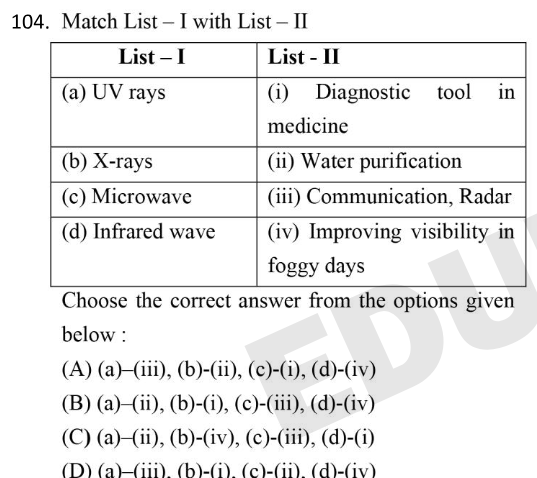 104. Match List – I with List – II
List – I List - II
(a) UV rays (i) Diagnostic tool in
medicine
(b) X-rays (ii) Water purification
(c) Microwave (iii) Communication, Radar
(d) Infrared wave (iv) Improving visibility in
foggy days
Choose the correct answer from the options given
below :
(A) (a)–(iii), (b)-(ii), (c)-(i), (d)-(iv)
(B) (a)–(ii), (b)-(i), (c)-(iii), (d)-(iv)
(C) (a)–(ii), (b)-(iv), (c)-(iii), (d)-(i)
(D) (a)–(iii), (b)-(i), (c)-(ii), (d)-(iv)
EDU